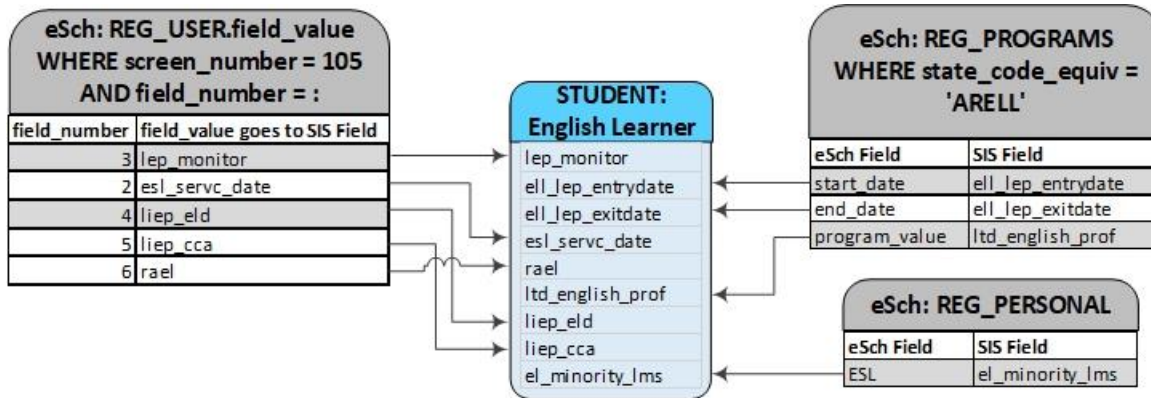 eSch: REG_USER.field_value
WHERE screen_number = 105
AND field_number = :
field_number field_value goes to SIS Field
3 lep_monitor
2 esl_servc_date
4 liep_eld
5 liep_cca
6 rael
STUDENT:
English Learner
lep_monitor
ell_lep_entrydate
ell_lep_exitdate
esl_servc_date
rael
ltd_english_prof
liep_eld
liep_cca
el_minority_lms
eSch: REG_PROGRAMS
WHERE state_code_equiv =
'ARELL'
eSch Field SIS Field
start_date ell_lep_entrydate
end_date ell_lep_exitdate
program_value ltd_english_prof
eSch: REG_PERSONAL
eSch Field SIS Field
ESL el_minority_lms